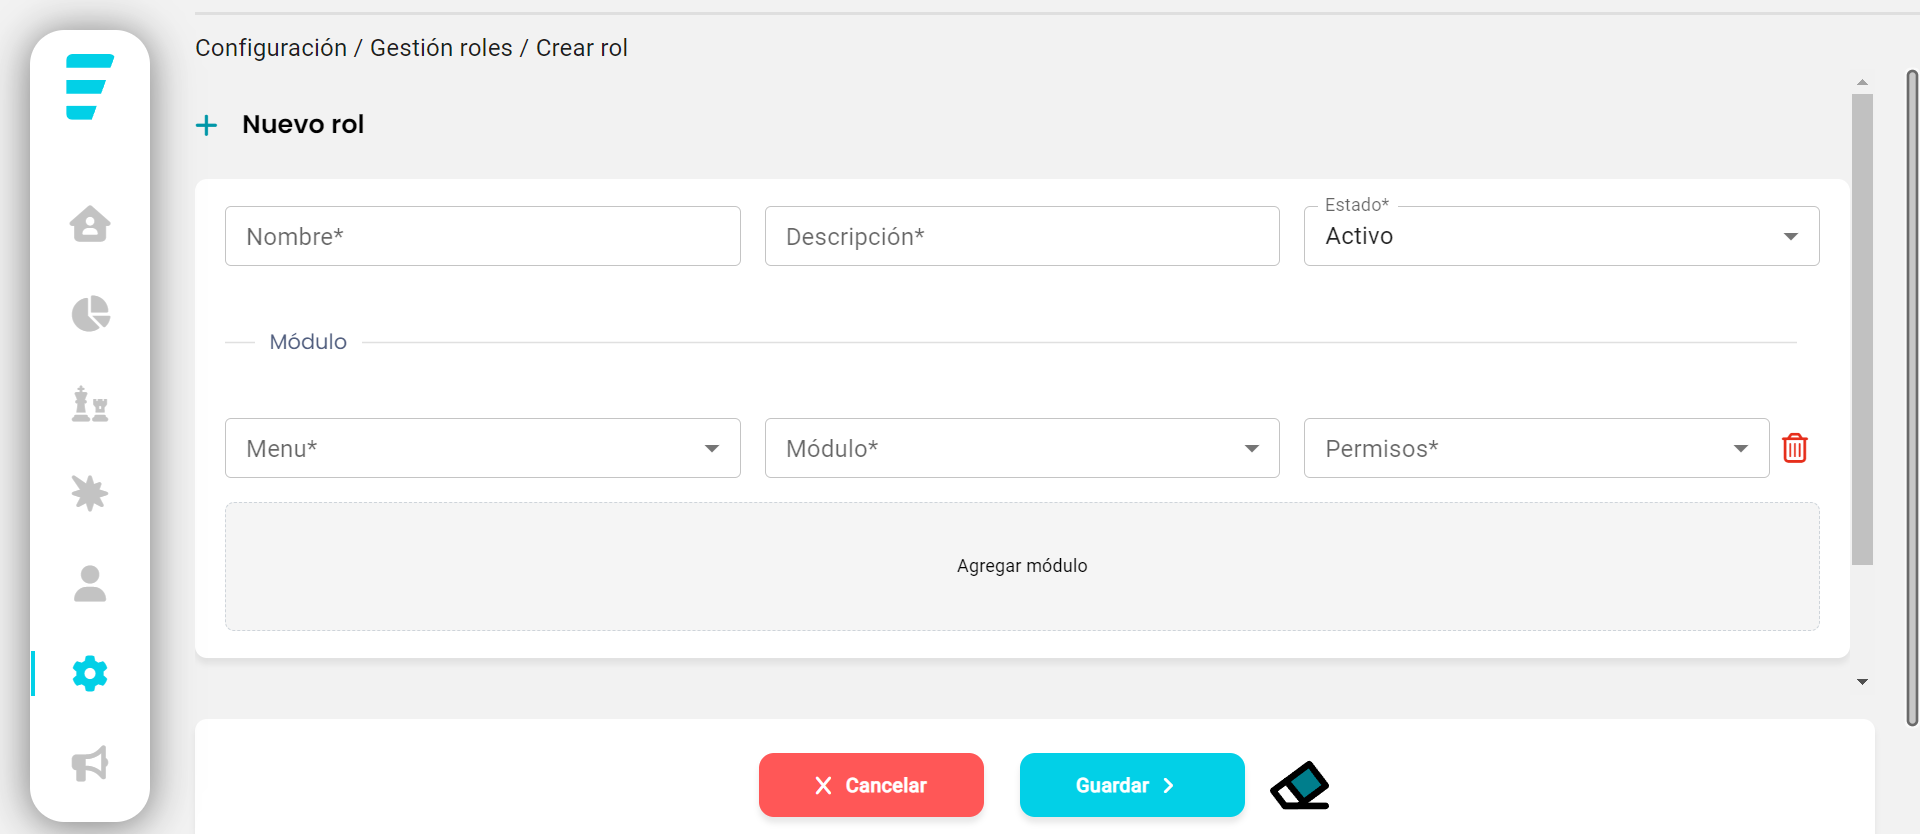 Configuración / Gestión roles / Crear rol
Nuevo rol
Nombre*
Descripción*
Estado*
Activo
Módulo
Menu*
Módulo*
Permisos*
Agregar módulo
Cancelar
Guardar